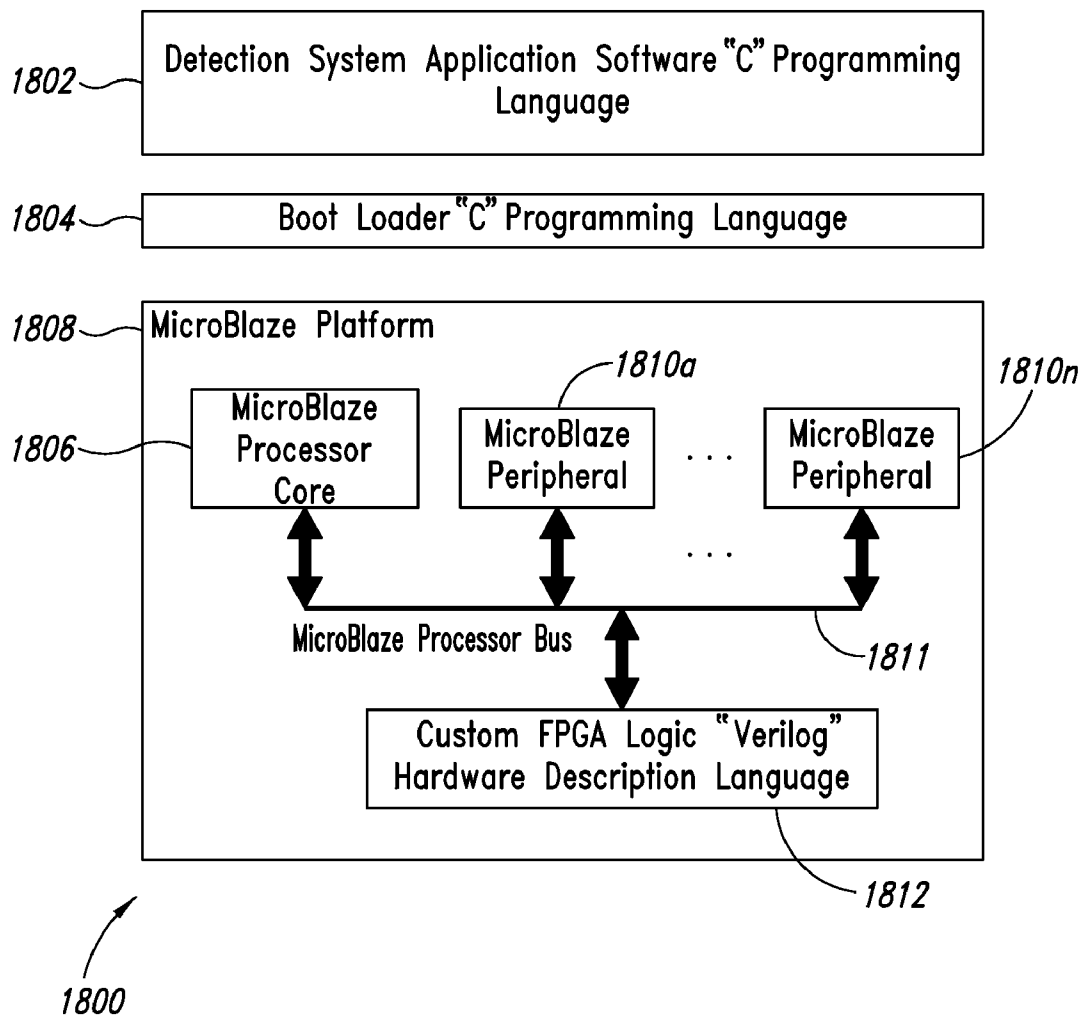 Detection System Application Software “C” Programming
Language
1802
Boot Loader “C” Programming Language
1804
1808
MicroBlaze Platform
1810a
1810n
MicroBlaze
Processor
Core
1806
MicroBlaze
Peripheral
. . .
MicroBlaze
Peripheral
. . .
MicroBlaze Processor Bus
1811
Custom FPGA Logic “Verilog”
Hardware Description Language
1812
1800